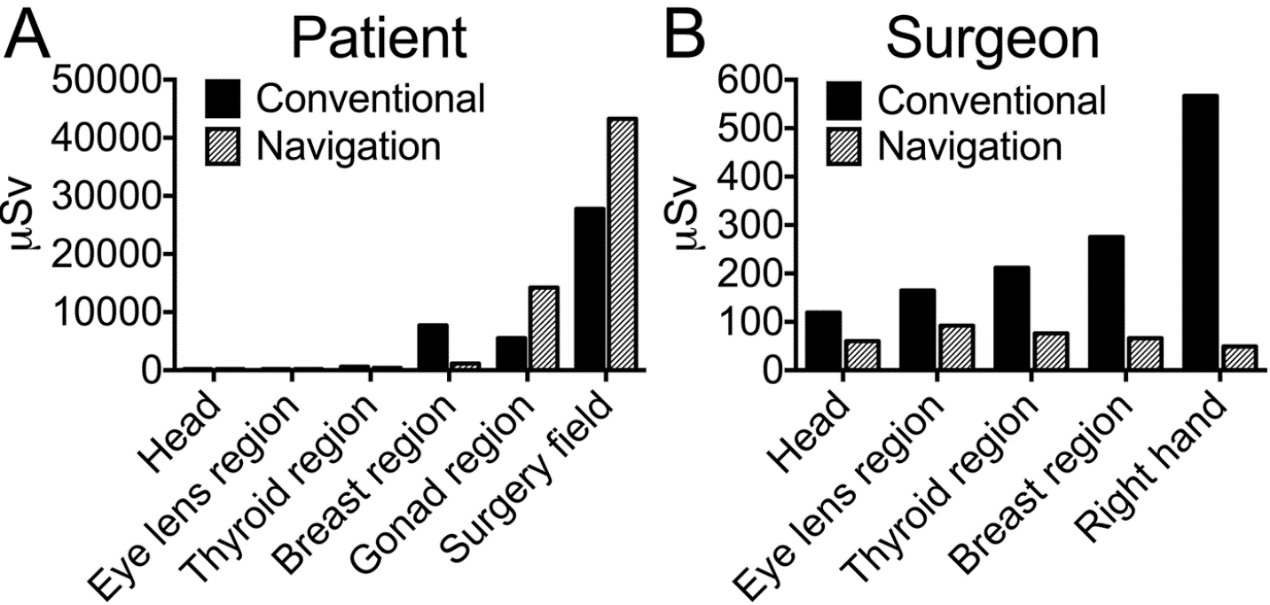 A
Patient
50000
40000
30000
20000
10000
0
µSv
Conventional
Navigation
Head
Eye lens region
Thyroid region
Breast region
Gonad region
Surgery field
B
Surgeon
600
500
400
300
200
100
0
µSv
Conventional
Navigation
Head
Eye lens region
Thyroid region
Breast region
Right hand